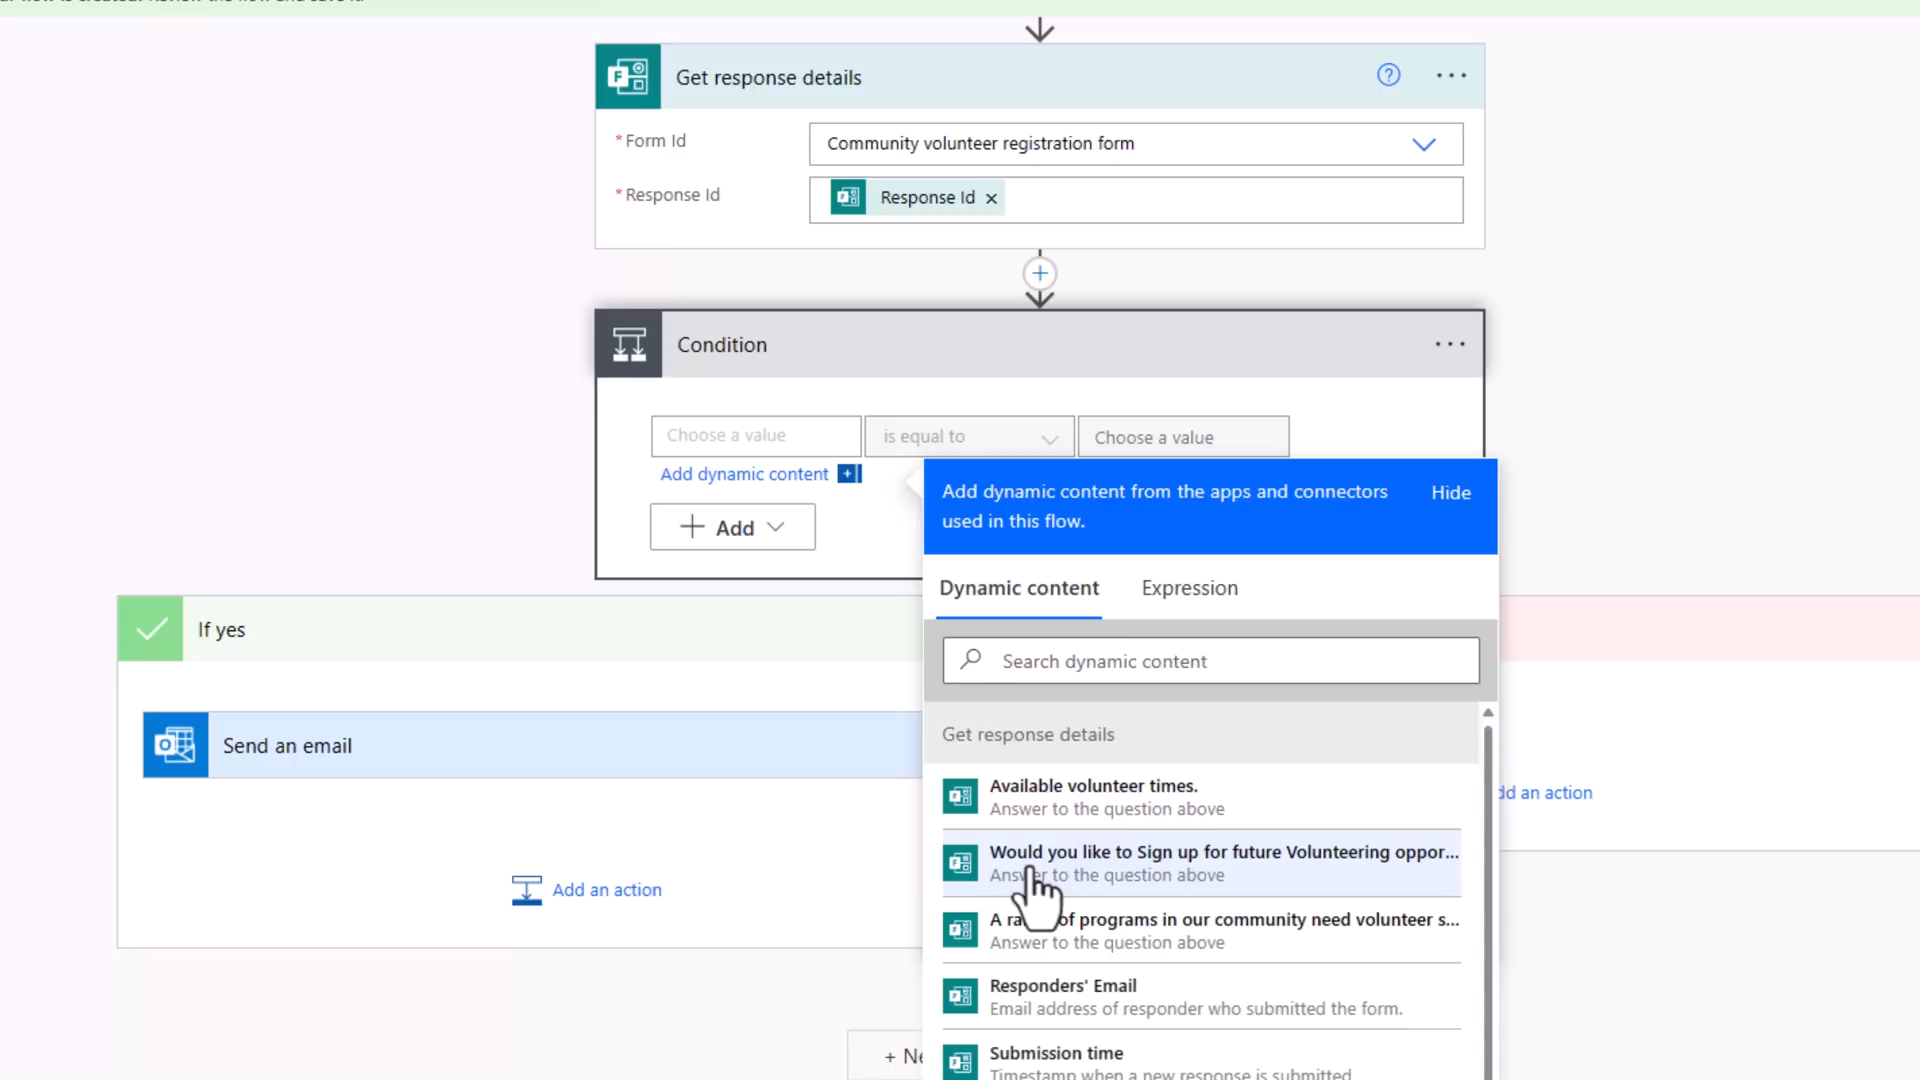 Get response details
* Form Id
Community volunteer registration form
* Response Id
Response Id
Condition
Choose a value
is equal to
Choose a value
Add dynamic content
Add
Add dynamic content from the apps and connectors
used in this flow.
Hide
Dynamic content
Expression
Search dynamic content
Get response details
Available volunteer times.
Answer to the question above
Would you like to Sign up for future Volunteering oppor...
Answer to the question above
of programs in our community need volunteer s...
Answer to the question above
Responders' Email
Email address of responder who submitted the form.
Submission time
Timestamp when a new response is submitted
If yes
Send an email
Add an action
an action
+